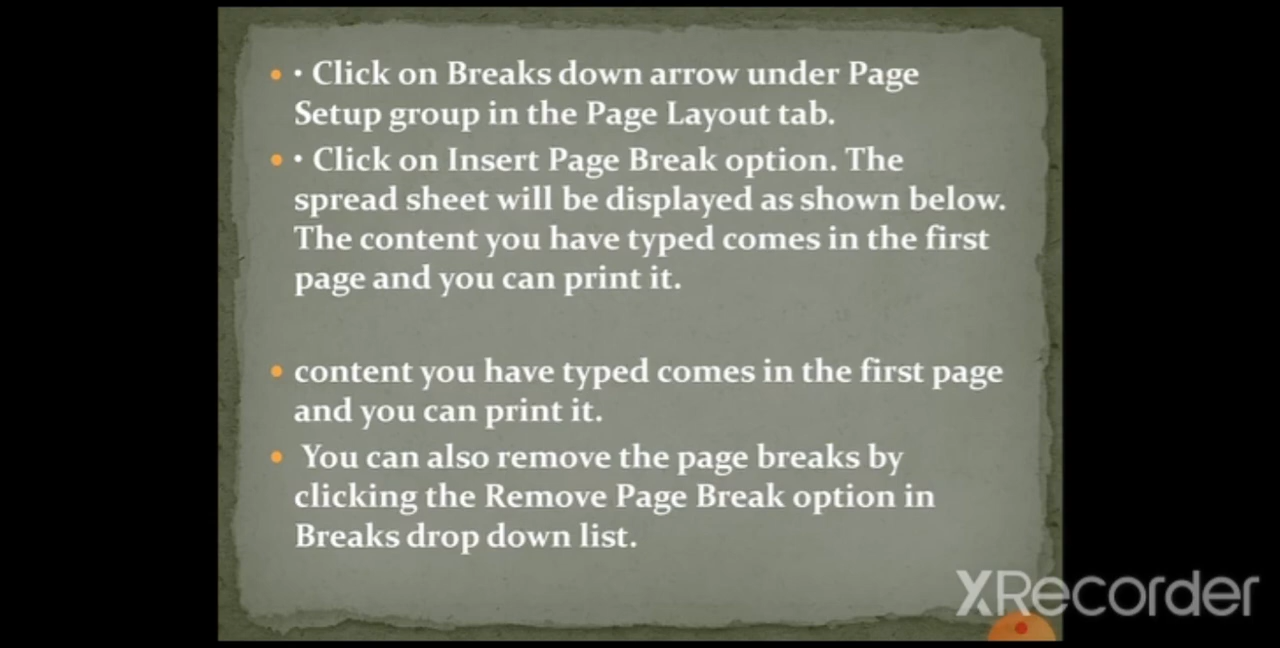 • • Click on Breaks down arrow under Page
Setup group in the Page Layout tab.
• • Click on Insert Page Break option. The
spread sheet will be displayed as shown below.
The content you have typed comes in the first
page and you can print it.
• content you have typed comes in the first page
and you can print it.
• You can also remove the page breaks by
clicking the Remove Page Break option in
Breaks drop down list.
XRecorder